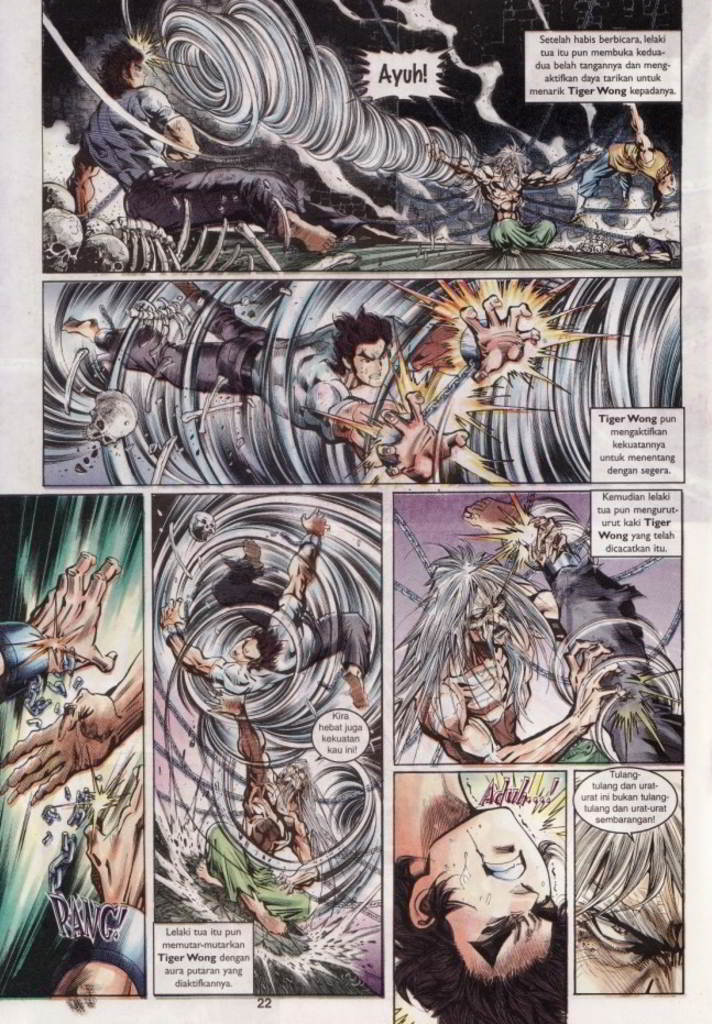 Ayuh!
Setelah habis berbicara, lelaki
tua itu pun membuka kedua-
dua belah tangannya dan meng-
aktifkan daya tarikan untuk
menarik Tiger Wong kepadanya.
Tiger Wong pun
mengaktifkan
kekuatannya
untuk menentang
dengan segera.
RANG!
Kira
hebat juga
kekuatan
kau ini!
Lelaki tua itu pun
memutar-mutarkan
Tiger Wong dengan
aura putaran yang
diaktifkannya.
Kemudian lelaki
tua pun mengurut-
urut kaki Tiger
Wong yang telah
dicacatkan itu.
Aduh...!
Tulang-
tulang dan urat-
urat ini bukan tulang-
tulang dan urat-urat
sembarangan!
22